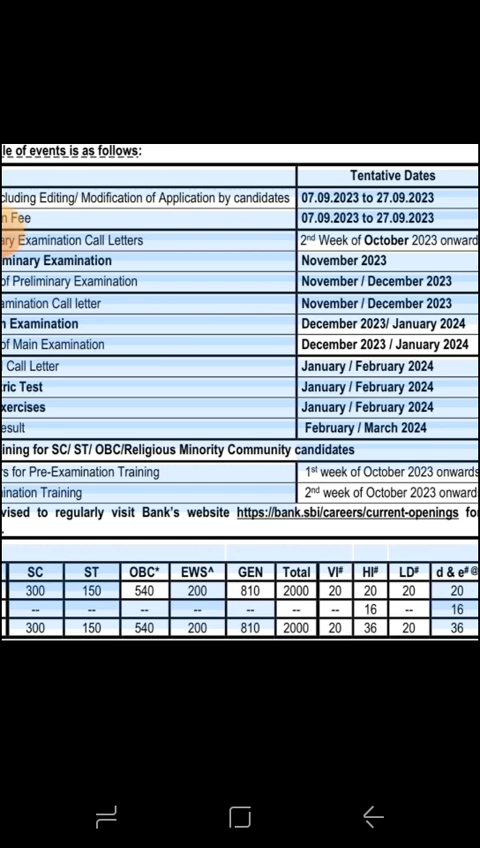 le of events is as follows:
Tentative Dates
cluding Editing/ Modification of Application by candidates 07.09.2023 to 27.09.2023
n Fee 07.09.2023 to 27.09.2023
ary Examination Call Letters 2nd Week of October 2023 onward
minary Examination November 2023
of Preliminary Examination November / December 2023
amination Call letter November / December 2023
n Examination December 2023/ January 2024
of Main Examination December 2023 / January 2024
Call Letter January / February 2024
tric Test January / February 2024
xercises January / February 2024
esult February / March 2024
ining for SC/ ST/ OBC/Religious Minority Community candidates
rs for Pre-Examination Training 1st week of October 2023 onwards
ination Training 2nd week of October 2023 onward
vised to regularly visit Bank's website https://bank.sbi/careers/current-openings fo
SC ST OBC* EWS^ GEN Total VI# HI# LD# d & e# @
300 150 540 200 810 2000 20 20 20 20
-- -- -- -- -- -- -- 16 -- 16
300 150 540 200 810 2000 20 36 20 36